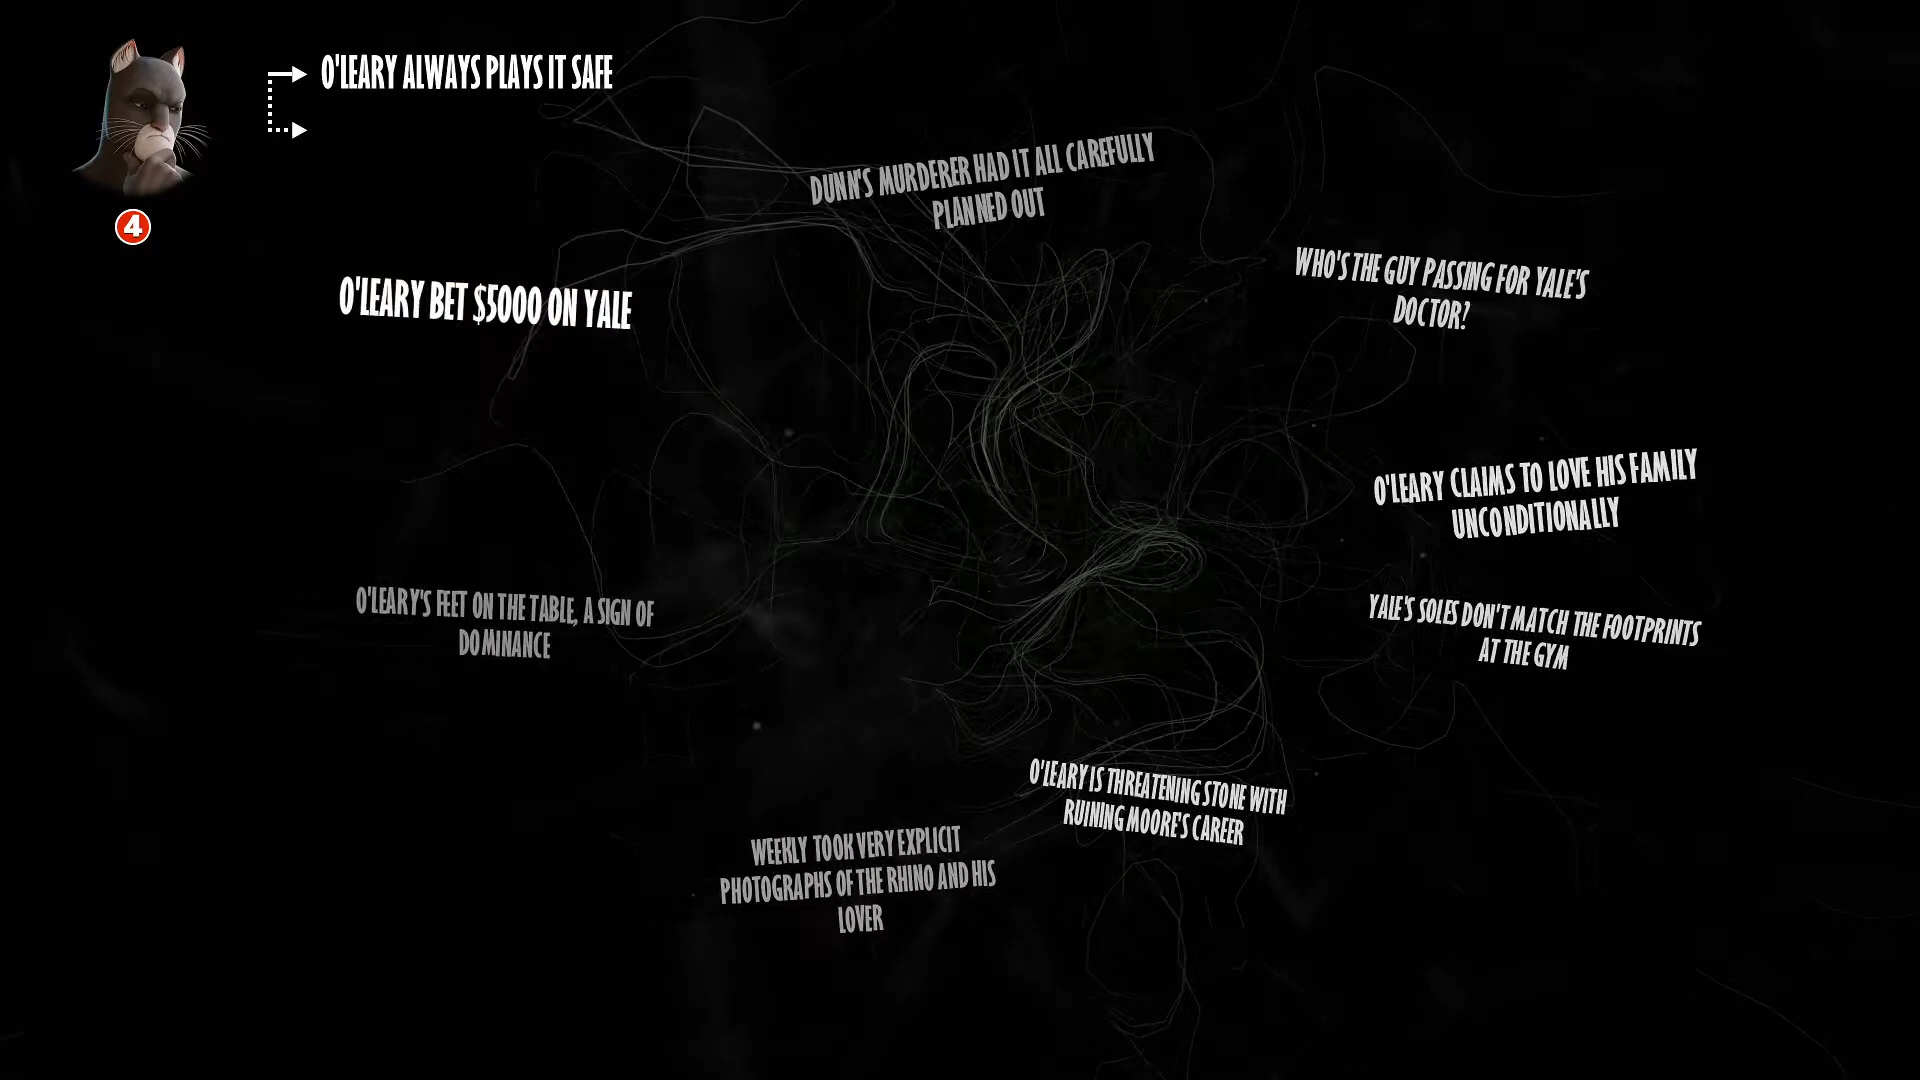 O'LEARY ALWAYS PLAYS IT SAFE
4
DUNN'S MURDERER HAD IT ALL CAREFULLY
PLANNED OUT
WHO'S THE GUY PASSING FOR YALE'S
DOCTOR?
O'LEARY BET $5000 ON YALE
O'LEARY CLAIMS TO LOVE HIS FAMILY
UNCONDITIONALLY
O'LEARY'S FEET ON THE TABLE, A SIGN OF
DOMINANCE
YALE'S SOLES DON'T MATCH THE FOOTPRINTS
AT THE GYM
O'LEARY IS THREATENING STONE WITH
RUINING MOORE'S CAREER
WEEKLY TOOK VERY EXPLICIT
PHOTOGRAPHS OF THE RHINO AND HIS
LOVER